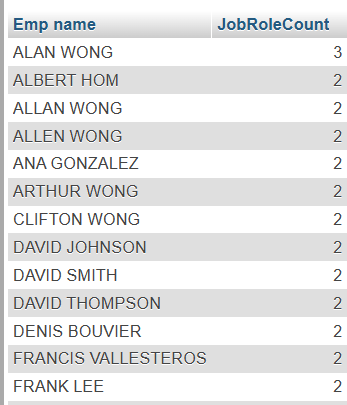 Emp name JobRoleCount
ALAN WONG 3
ALBERT HOM 2
ALLAN WONG 2
ALLEN WONG 2
ANA GONZALEZ 2
ARTHUR WONG 2
CLIFTON WONG 2
DAVID JOHNSON 2
DAVID SMITH 2
DAVID THOMPSON 2
DENIS BOUVIER 2
FRANCIS VALLESTEROS 2
FRANK LEE 2